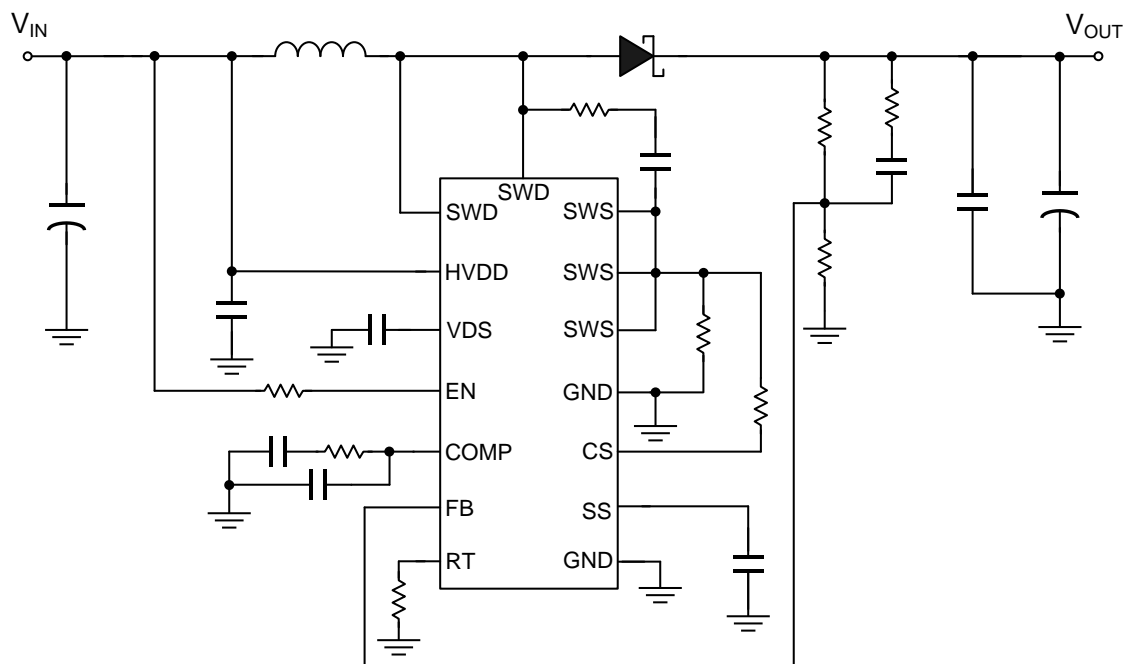 VIN
VOUT
SWD
SWD
SWS
HVDD
SWS
VDS
SWS
EN
GND
COMP
CS
FB
SS
RT
GND